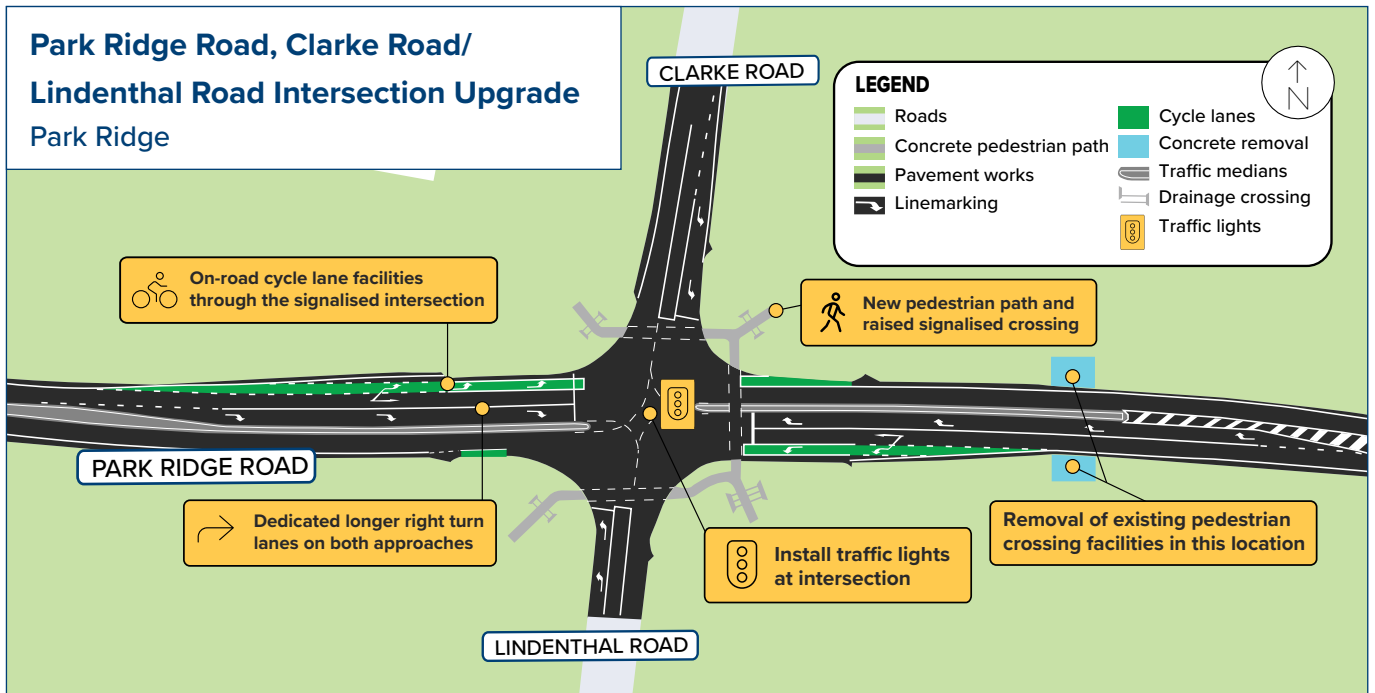 Park Ridge Road, Clarke Road/
Lindenthal Road Intersection Upgrade
Park Ridge
CLARKE ROAD
LEGEND
Roads
Concrete pedestrian path
Pavement works
Linemarking
Cycle lanes
Concrete removal
Traffic medians
Drainage crossing
Traffic lights
N
On-road cycle lane facilities
through the signalised intersection
New pedestrian path and
raised signalised crossing
PARK RIDGE ROAD
Dedicated longer right turn
lanes on both approaches
Install traffic lights
at intersection
Removal of existing pedestrian
crossing facilities in this location
LINDENTHAL ROAD